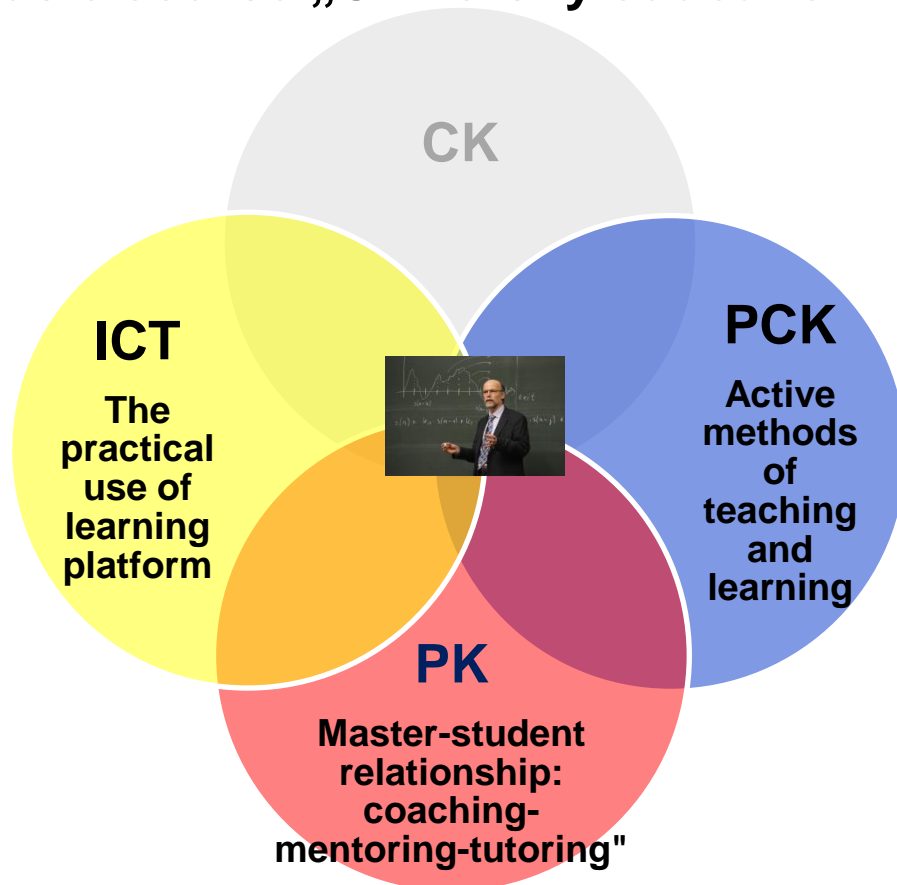 CK
ICT
The
practical
use of
learning
platform
PCK
Active
methods
of
teaching
and
learning
PK
Master-student
relationship:
coaching-
mentoring-tutoring"